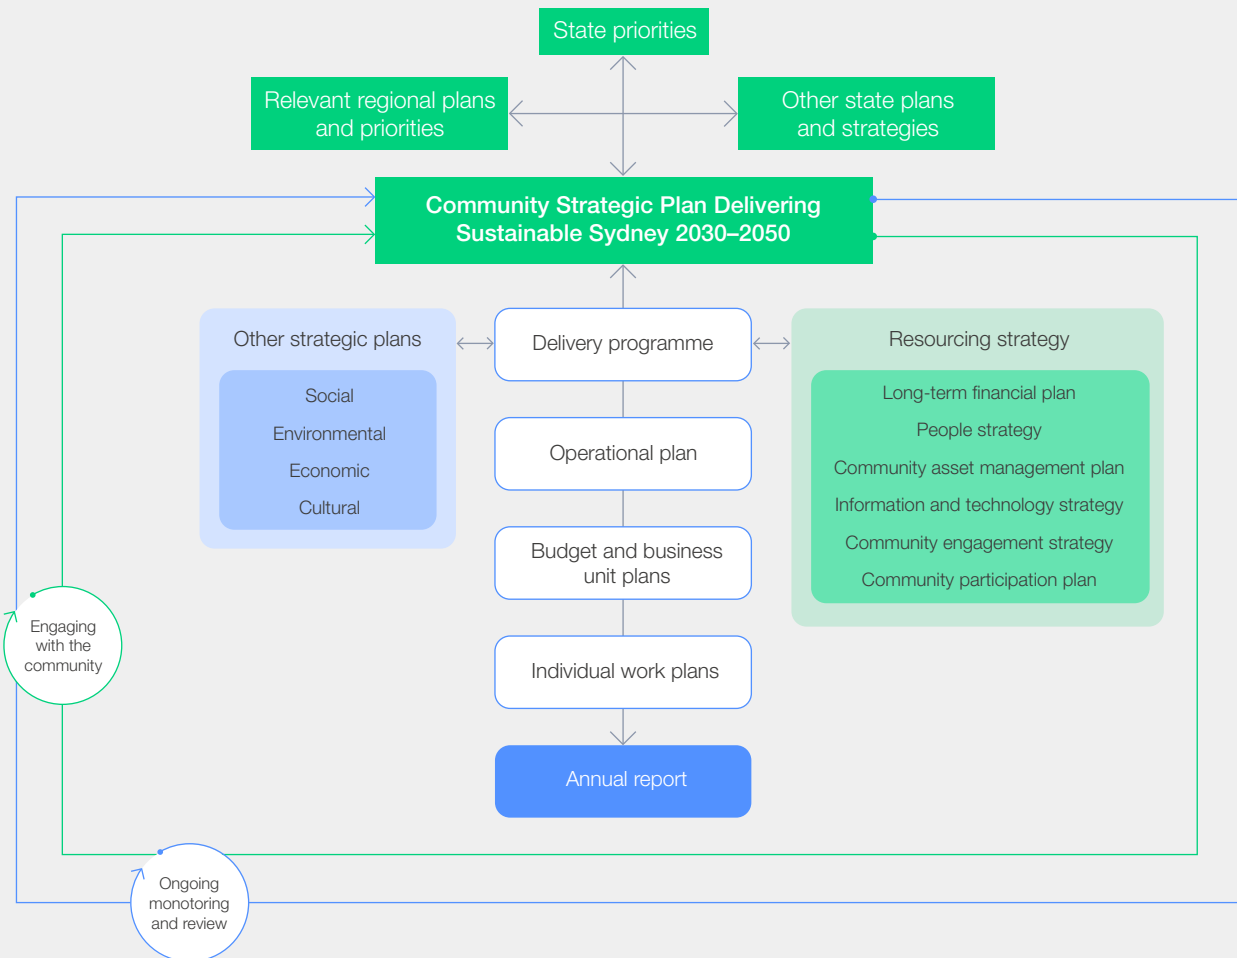 State priorities
Relevant regional plans
and priorities
Other state plans
and strategies
Community Strategic Plan Delivering
Sustainable Sydney 2030–2050
Other strategic plans
Social
Environmental
Economic
Cultural
Delivery programme
Operational plan
Budget and business
unit plans
Individual work plans
Annual report
Resourcing strategy
Long-term financial plan
People strategy
Community asset management plan
Information and technology strategy
Community engagement strategy
Community participation plan
Engaging
with the
community
Ongoing
monotoring
and review